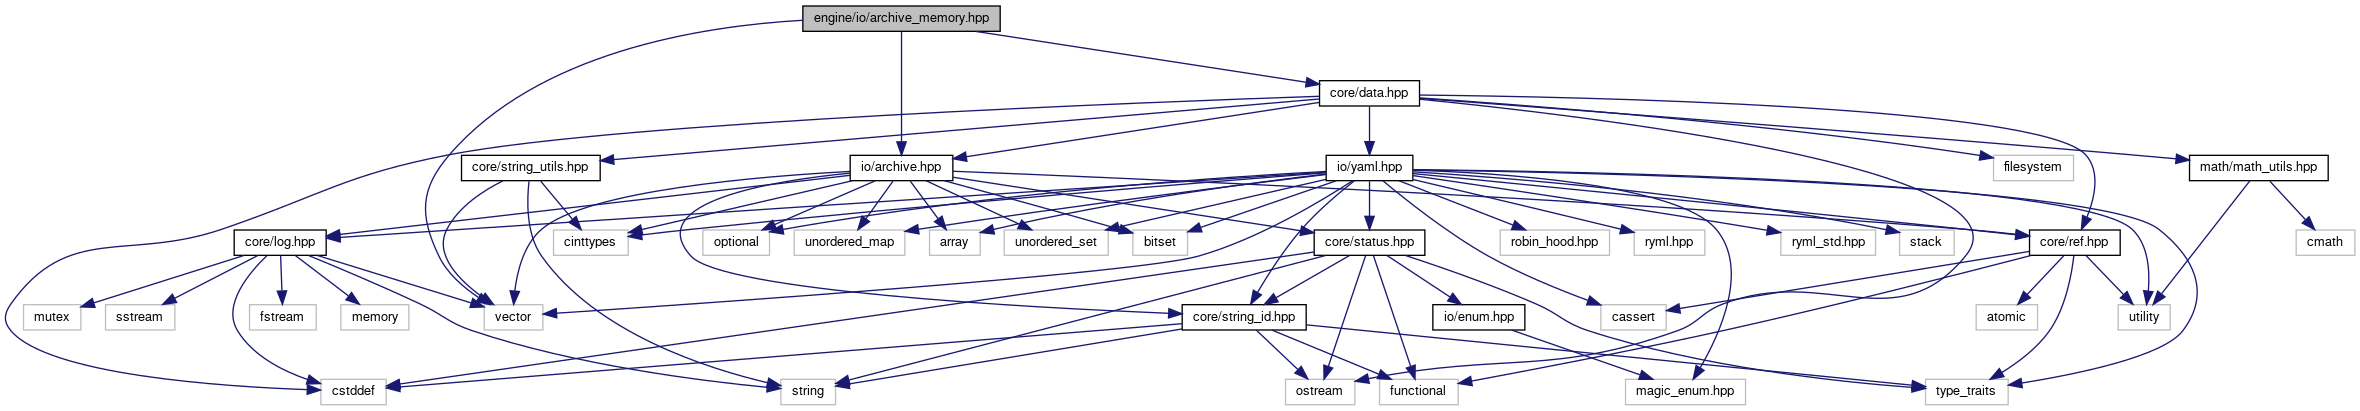 engine/io/archive_memory.hpp
core/data.hpp
core/string_utils.hpp
io/archive.hpp
io/yaml.hpp
filesystem
math/math_utils.hpp
core/log.hpp
cinttypes
optional
unordered_map
array
unordered_set
bitset
core/status.hpp
robin_hood.hpp
ryml.hpp
ryml_std.hpp
stack
core/ref.hpp
cmath
mutex
sstream
fstream
memory
vector
core/string_id.hpp
io/enum.hpp
cassert
atomic
utility
cstddef
string
ostream
functional
magic_enum.hpp
type_traits